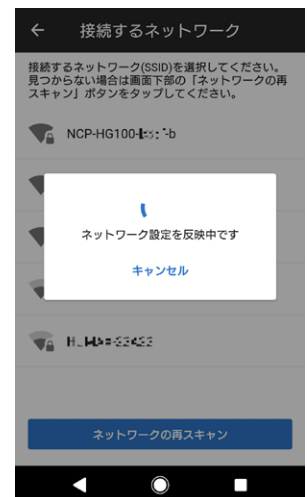 接続するネットワーク
接続するネットワーク(SSID)を選択してください。
見つからない場合は画面下部の「ネットワークの再
スキャン」ボタンをタップしてください。
NCP-HG100-
ネットワーク設定を反映中です
キャンセル
ネットワークの再スキャン